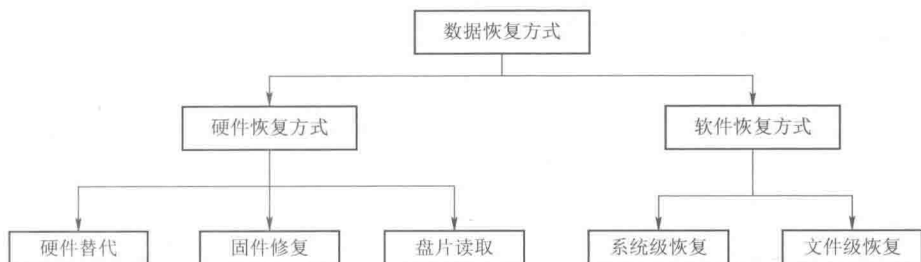 数据恢复方式
硬件恢复方式
软件恢复方式
硬件替代
固件修复
盘片读取
系统级恢复
文件级恢复